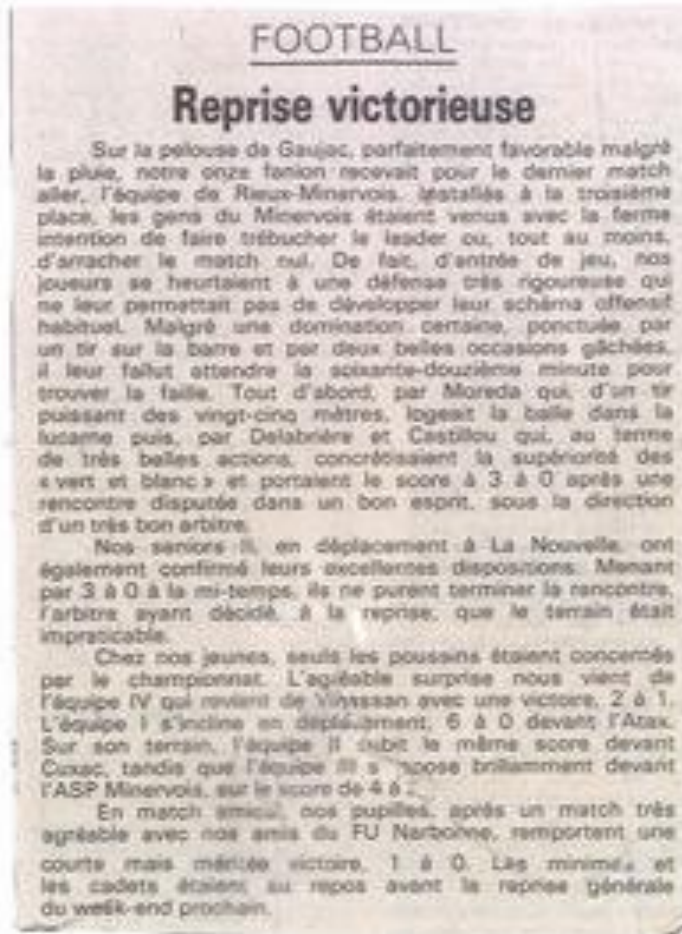 FOOTBALL
Reprise victorieuse
Sur la pelouse de Gaujac, parfaitement favorable malgré
la pluie, notre onze fanion recevait pour le dernier match
aller, l'équipe de Rieux-Minervois. Installés à la troisième
place, les gens du Minervois étaient venus avec la ferme
intention de faire trébucher le leader ou, tout au moins,
d'arracher le match nul. De fait, d'entrée de jeu, nos
joueurs se heurtaient à une défense très rigoureuse qui
ne leur permettait pas de développer leur schéma offensif
habituel. Malgré une domination certaine, ponctuée par
un tir sur la barre et par deux belles occasions gâchées,
il leur fallut attendre la soixante-douzième minute pour
trouver la faille. Tout d'abord, par Moreda qui, d'un tir
puissant des vingt-cinq mètres, logeait la balle dans la
lucarne puis, par Delabrière et Castillou qui, au terme
de très belles actions, concrétisaient la supériorité des
« vert et blanc » et portaient le score à 3 à 0 après une
rencontre disputée dans un bon esprit, sous la direction
d'un très bon arbitre.
Nos seniors II, en déplacement à La Nouvelle, ont
également confirmé leurs excellentes dispositions. Menant
par 3 à 0 à la mi-temps, ils ne purent terminer la rencontre,
l'arbitre ayant décidé, à la reprise, que le terrain était
impraticable.
Chez nos jeunes, seuls les poussins étaient concernés
par le championnat. L'agréable surprise nous vient de
l'équipe IV qui revient de Vinassan avec une victoire, 2 à 1.
L'équipe I s'incline en déplacement, 6 à 0 devant l'Atax.
Sur son terrain, l'équipe II subit le même score devant
Cuxac, tandis que l'équipe III s'impose brillamment devant
l'ASP Minervois, sur le score de 4 à
En match amical, nos pupilles, après un match très
agréable avec nos amis du FU Narbonne, remportent une
courte mais méritée victoire, 1 à 0. Les minimes et
les cadets étaient au repos avant la reprise générale
du week-end prochain.